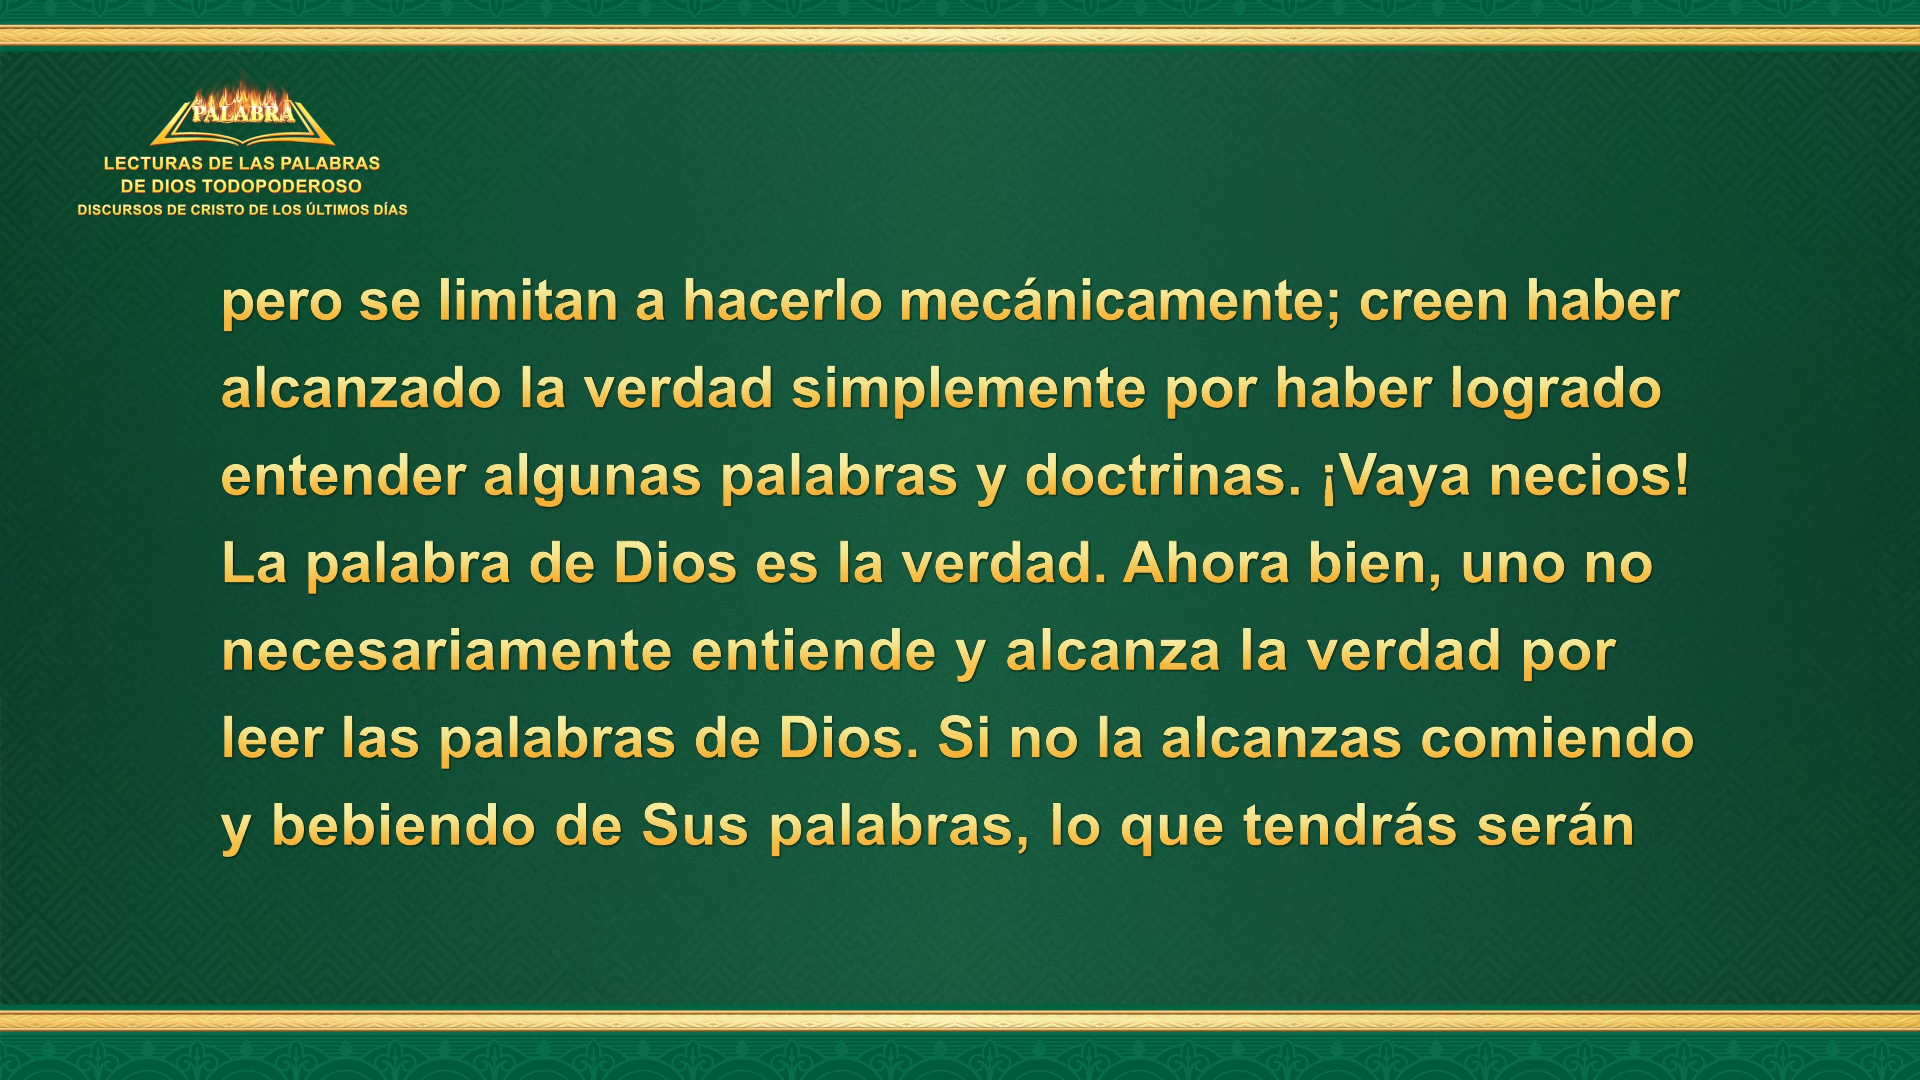 PALABRA
LECTURAS DE LAS PALABRAS
DE DIOS TODOPODEROSO
DISCURSOS DE CRISTO DE LOS ÚLTIMOS DÍAS
pero se limitan a hacerlo mecánicamente; creen haber
alcanzado la verdad simplemente por haber logrado
entender algunas palabras y doctrinas. ¡Vaya necios!
La palabra de Dios es la verdad. Ahora bien, uno no
necesariamente entiende y alcanza la verdad por
leer las palabras de Dios. Si no la alcanzas comiendo
y bebiendo de Sus palabras, lo que tendrás serán